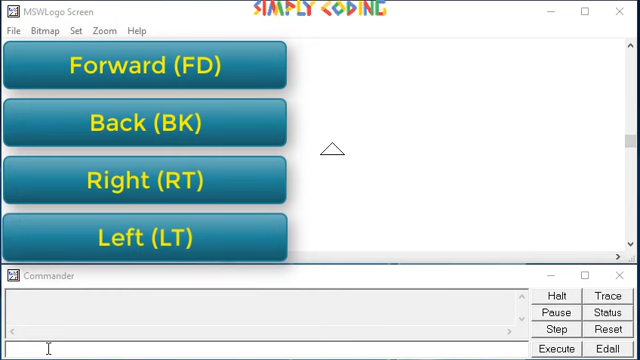 MSWLogo Screen
SIMPLY CODING
File Bitmap Set Zoom Help
Forward (FD)
Back (BK)
Right (RT)
Left (LT)
Commander
Halt Trace
Pause Status
Step Reset
Execute Edall